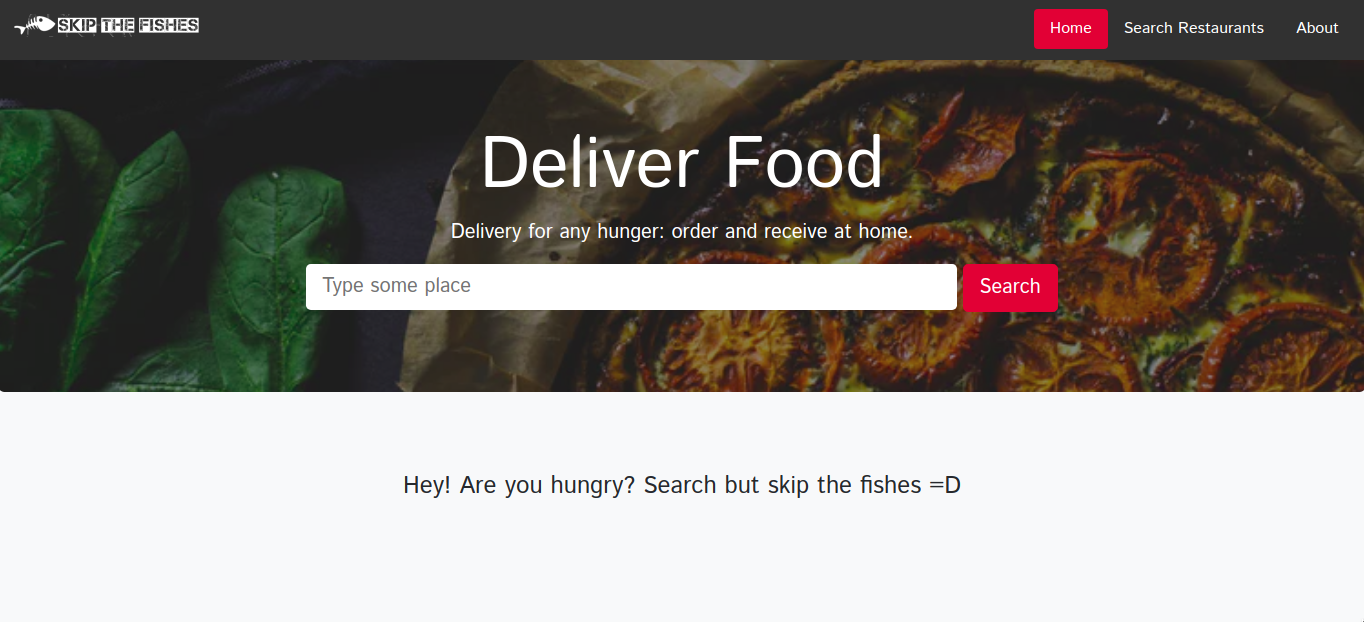 SKIP THE FISHES
Home
Search Restaurants
About
Deliver Food
Delivery for any hunger: order and receive at home.
Type some place
Search
Hey! Are you hungry? Search but skip the fishes =D